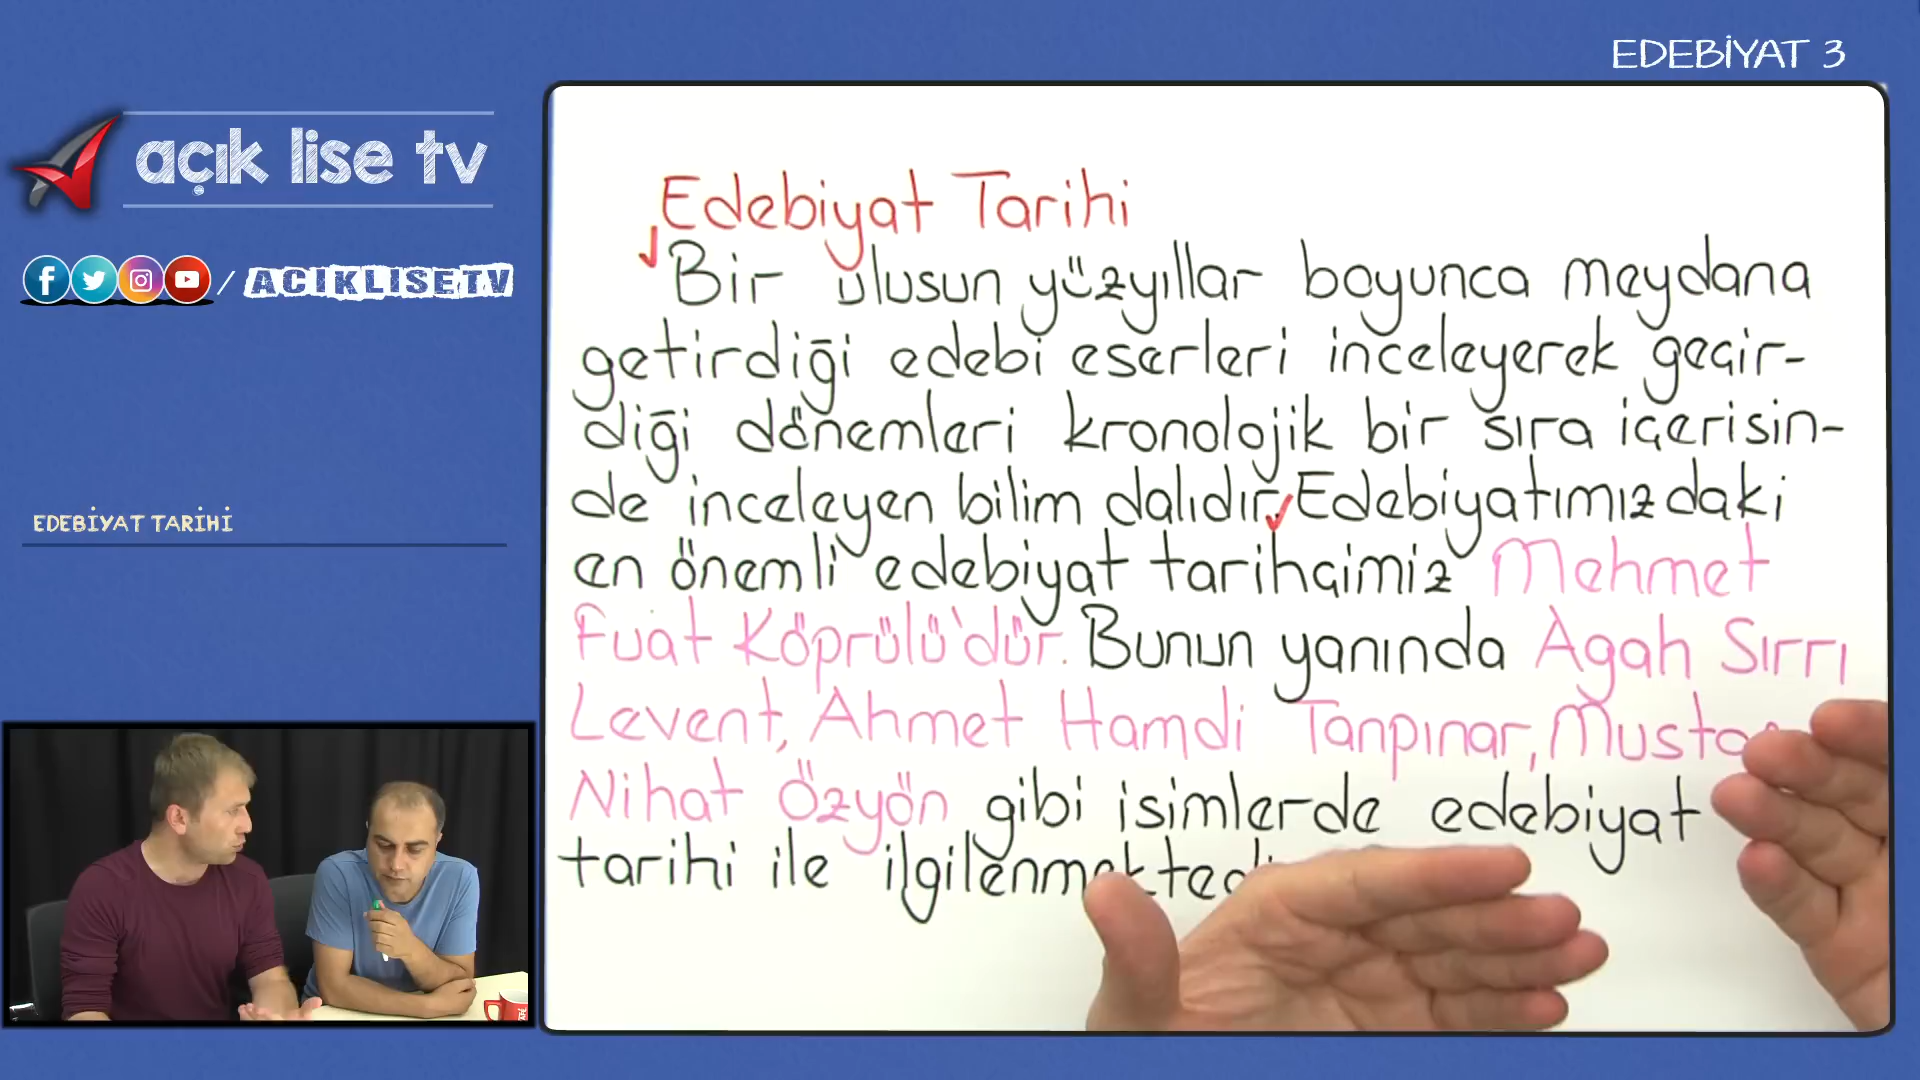 EDEBİYAT 3
açık lise tv
/ ACIKLISETV
EDEBİYAT TARİHİ
Edebiyat Tarihi
Bir ulusun yüzyıllar boyunca meydana
getirdiği edebi eserleri inceleyerek geçir-
diği dönemleri kronolojik bir sıra içerisin-
de inceleyen bilim dalıdır. Edebiyatımızdaki
en önemli edebiyat tarihçimiz Mehmet
Fuat Köprülü'dür. Bunun yanında Agah Sırrı
Levent, Ahmet Hamdi Tanpınar,
Nihat Özyön gibi isimlerde edebiyat
tarihi ile